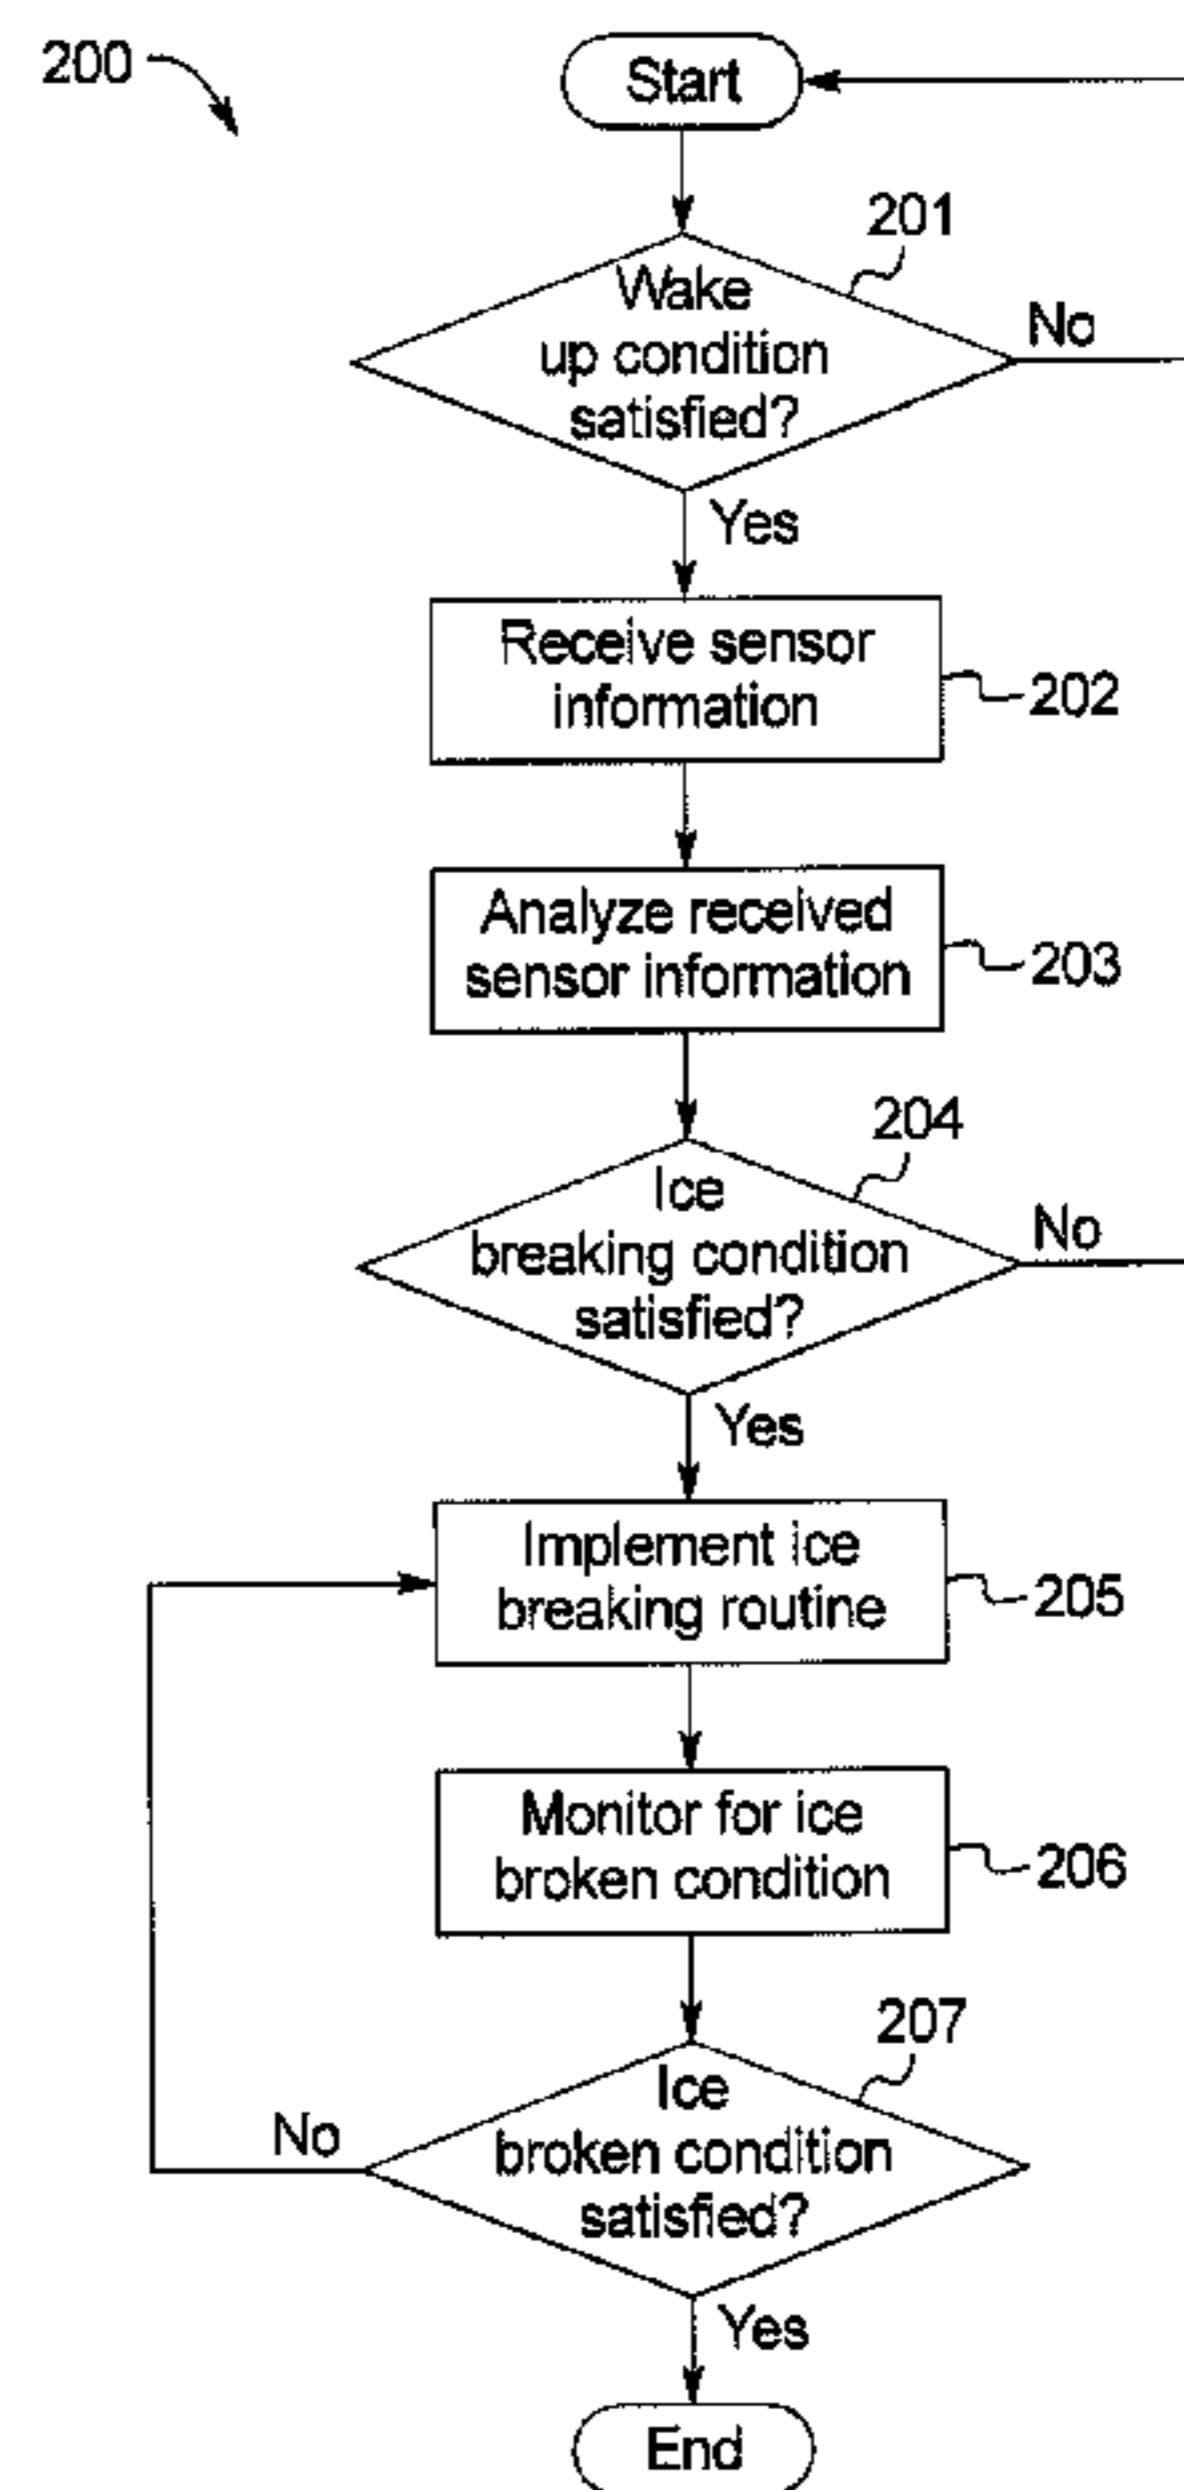 200
Start
201
Wake
up condition
satisfied?
No
Yes
Receive sensor
information
202
Analyze received
sensor information
203
204
Ice
breaking condition
satisfied?
No
Yes
Implement ice
breaking routine
205
Monitor for ice
broken condition
206
207
Ice
broken condition
satisfied?
No
Yes
End